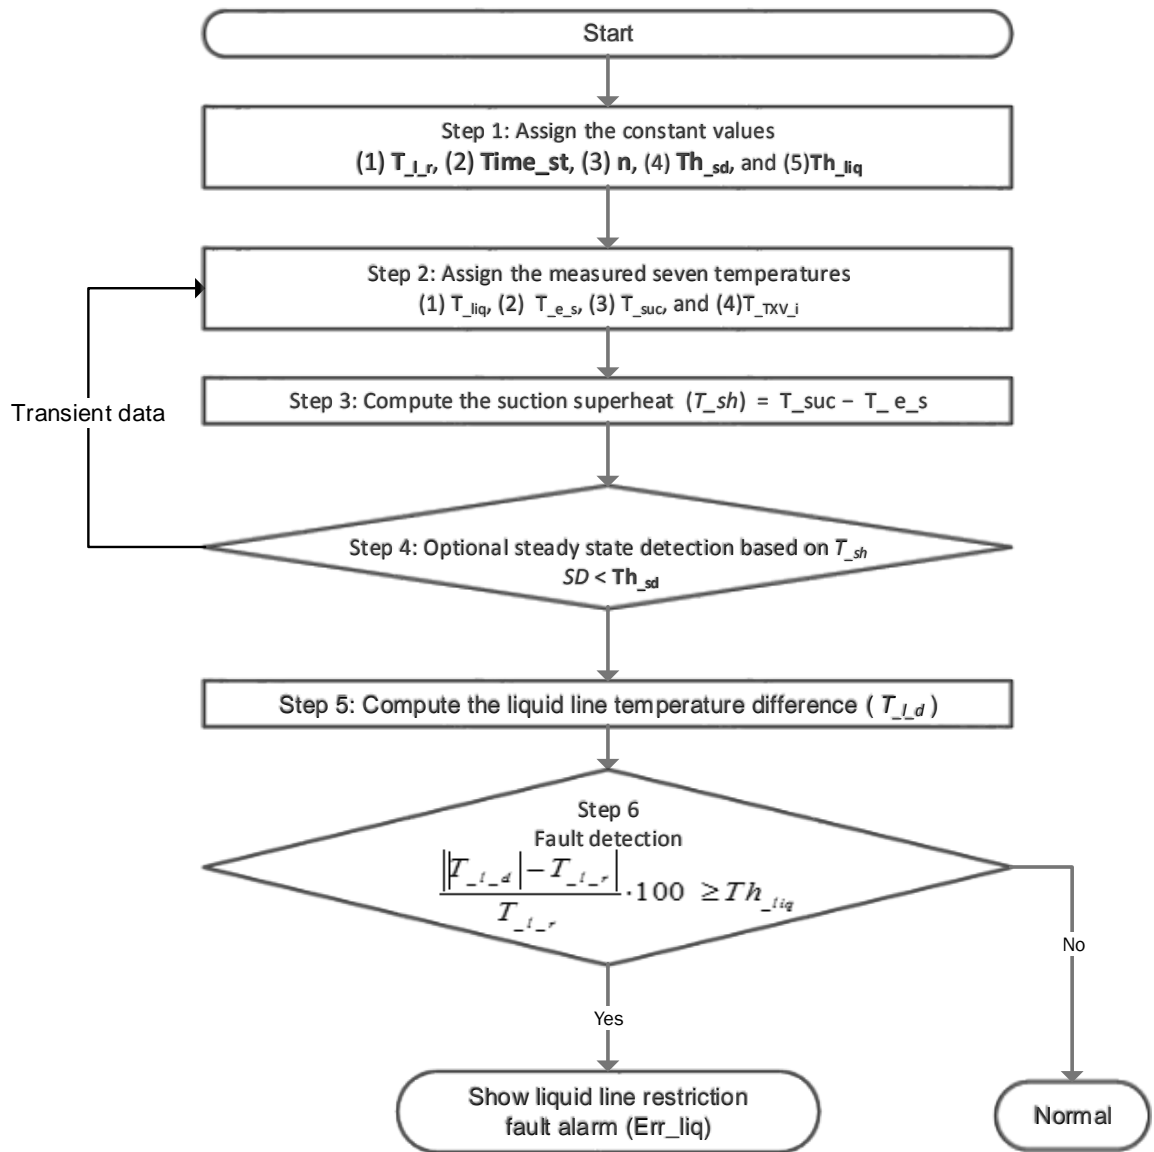 Start
Step 1: Assign the constant values
(1) T_l_r, (2) Time_st, (3) n, (4) Th_sd, and (5)Th_liq
Step 2: Assign the measured seven temperatures
(1) T_liq, (2) T_e_s, (3) T_suc, and (4)T_TXV_i
Transient data
Step 3: Compute the suction superheat (T_sh) = T_suc − T_ e_s
Step 4: Optional steady state detection based on T_sh
SD < Th_sd
Step 5: Compute the liquid line temperature difference ( T_l_d )
Step 6
Fault detection
||T_l_d| − T_l_r|
T_l_r
·100 ≥ Th_liq
No
Yes
Show liquid line restriction
fault alarm (Err_liq)
Normal